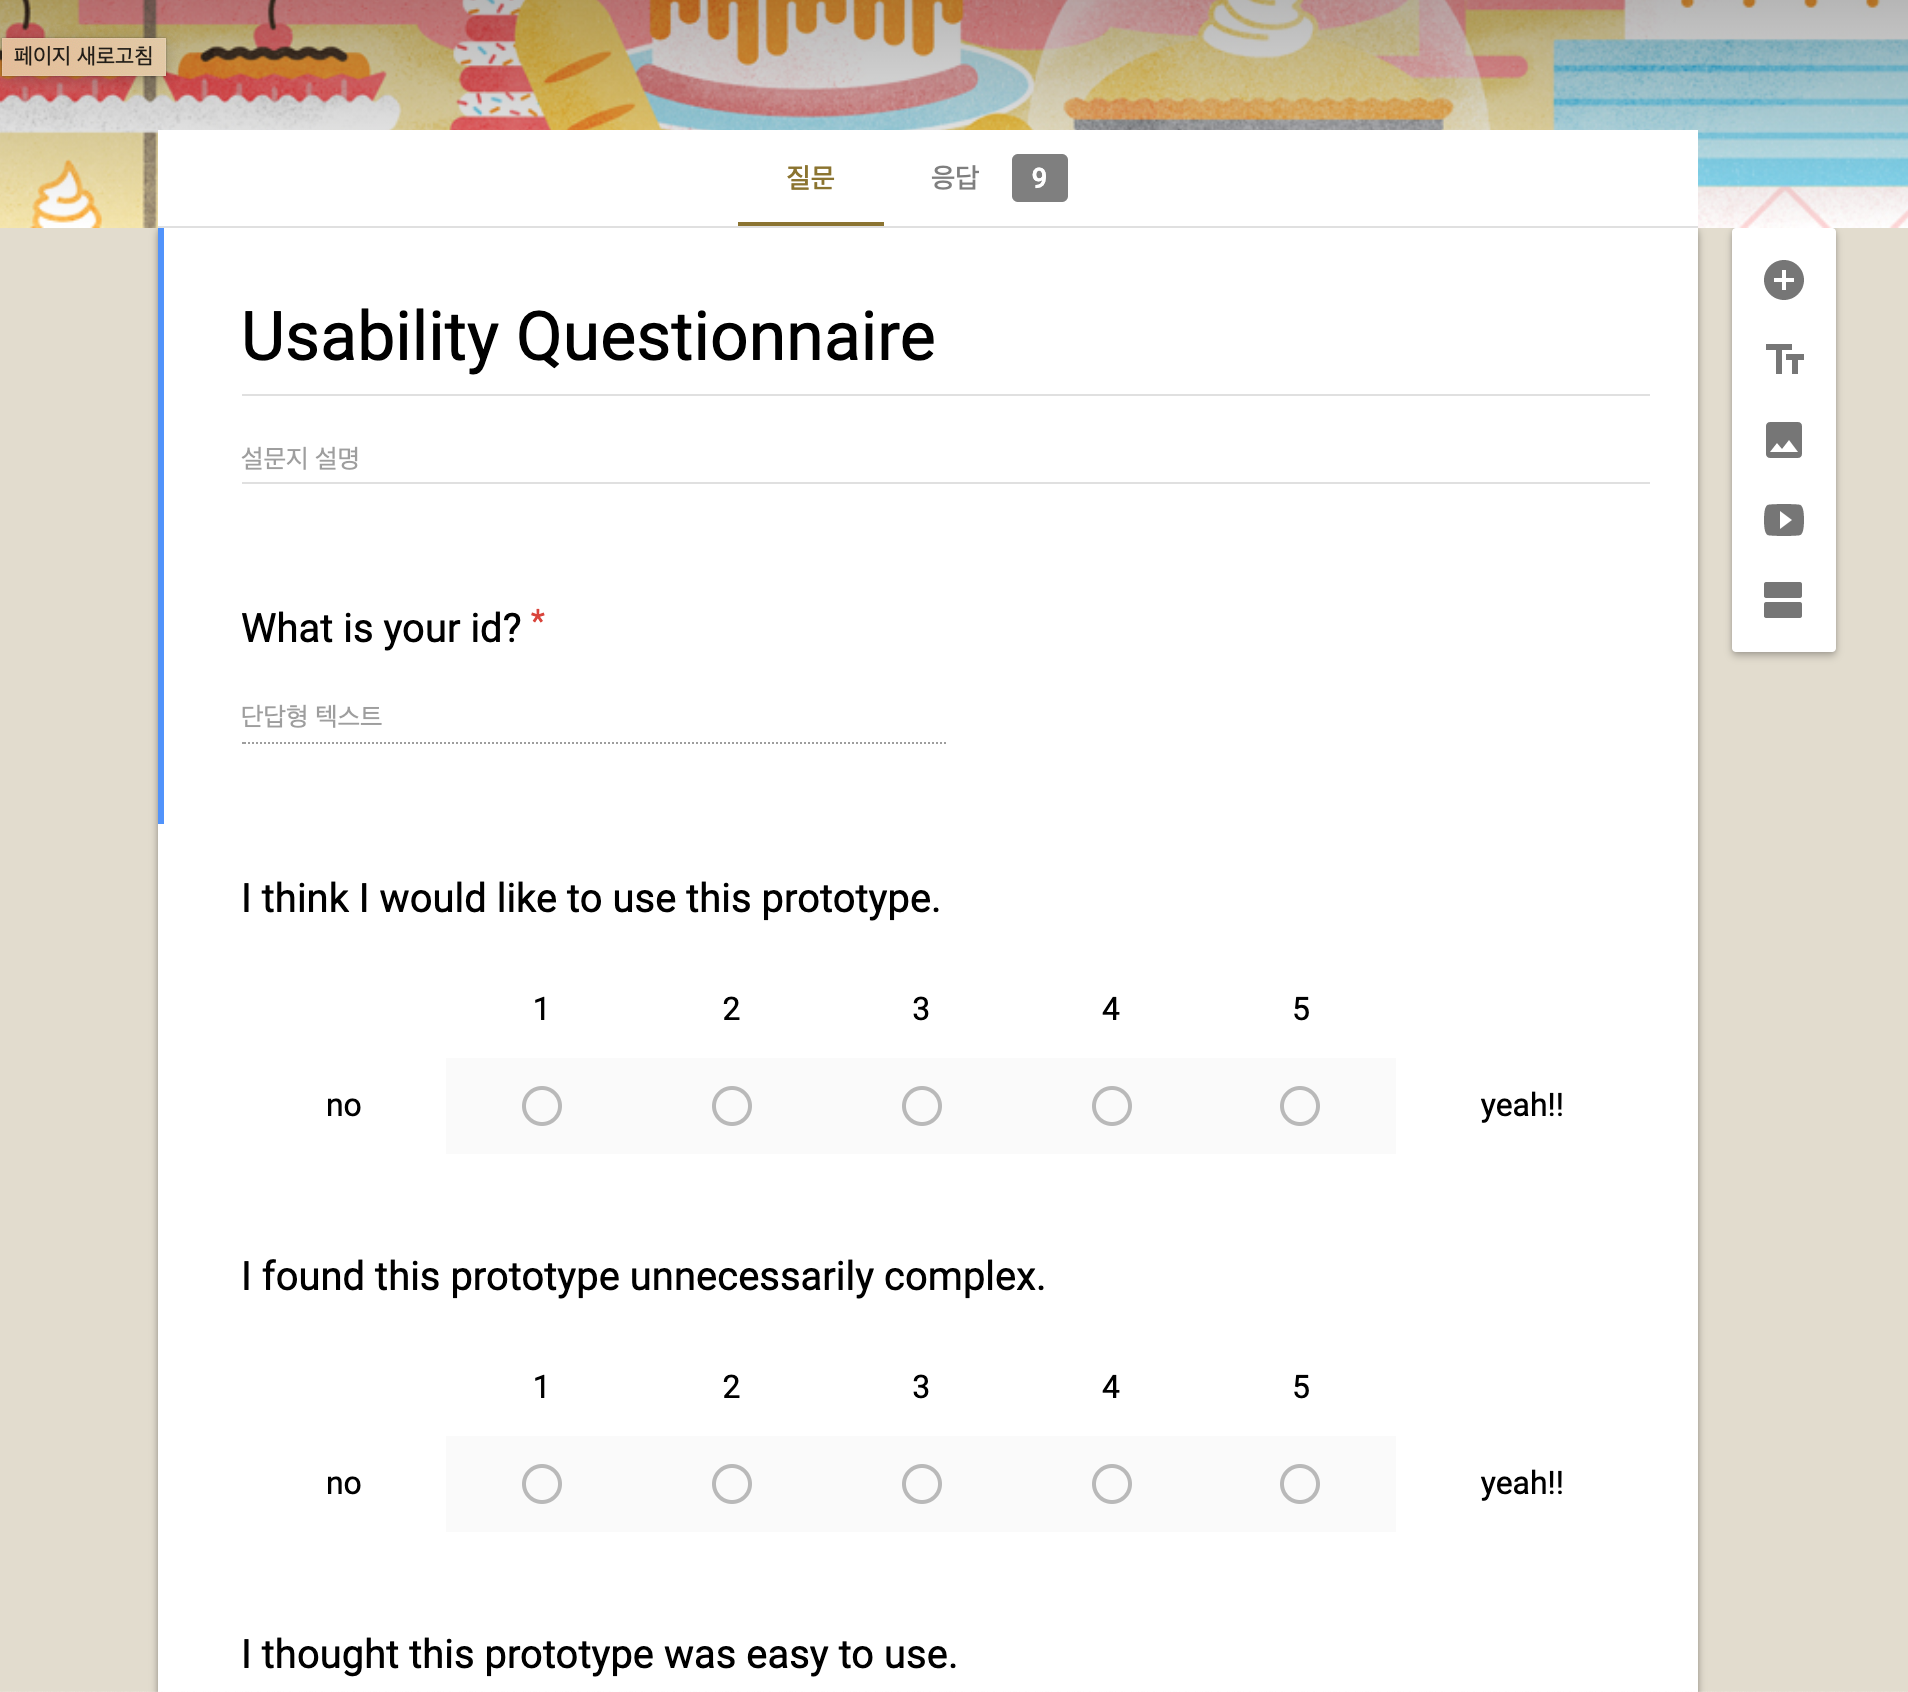 페이지 새로고침
질문 응답 9
Usability Questionnaire
설문지 설명
What is your id? *
단답형 텍스트
I think I would like to use this prototype.
1 2 3 4 5
no yeah!!
I found this prototype unnecessarily complex.
1 2 3 4 5
no yeah!!
I thought this prototype was easy to use.